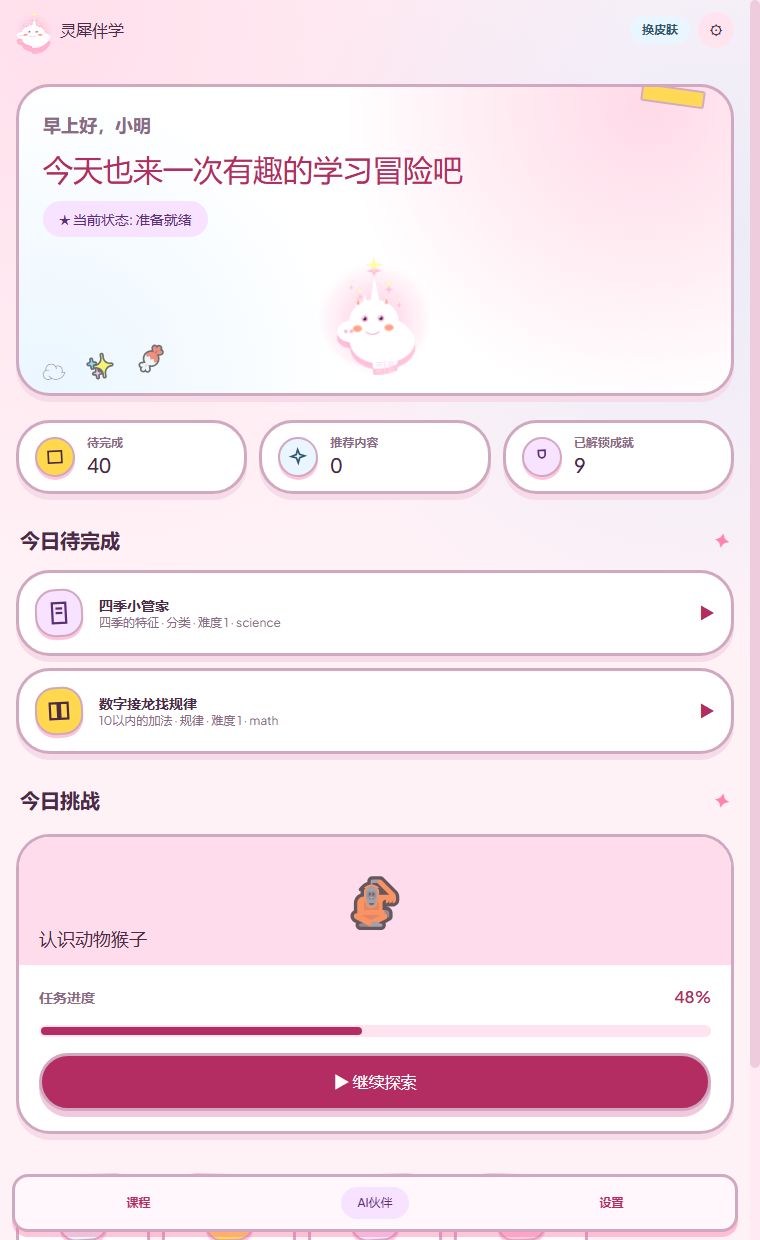 灵犀伴学
换皮肤
早上好，小明
今天也来一次有趣的学习冒险吧
★ 当前状态: 准备就绪
待完成
40
推荐内容
0
已解锁成就
9
今日待完成
四季小管家
四季的特征 · 分类 · 难度 1 · science
数字接龙找规律
10以内的加法 · 规律 · 难度 1 · math
今日挑战
认识动物猴子
任务进度
48%
▶ 继续探索
课程
AI伙伴
设置